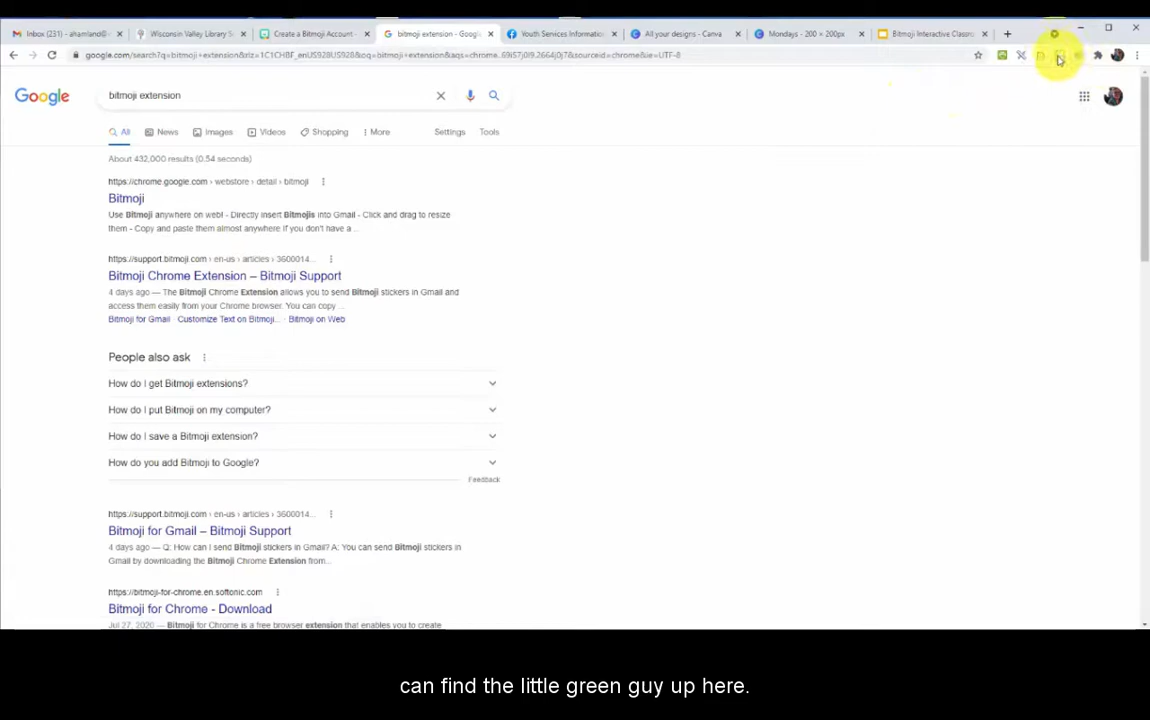 Inbox (231) - ahamland@
Wisconsin Valley Library S
Create a Bitmoji Account
bitmoji extension - Google
Youth Services Informatio
All your designs - Canva
Mondays - 200 × 200px
Bitmoji Interactive Classro
google.com/search?q=bitmoji+extension&rlz=1C1CHBF_enUS928US928&oq=bitmoji+extension&aqs=chrome..69i57j0l9.2664j0j7&sourceid=chrome&ie=UTF-8
Google
bitmoji extension
All News Images Videos Shopping More Settings Tools
About 432,000 results (0.54 seconds)
https://chrome.google.com › webstore › detail › bitmoji
Bitmoji
Use Bitmoji anywhere on web! - Directly insert Bitmojis into Gmail - Click and drag to resize
them - Copy and paste them almost anywhere If you don't have a ...
https://support.bitmoji.com › en-us › articles › 3600014...
Bitmoji Chrome Extension – Bitmoji Support
4 days ago — The Bitmoji Chrome Extension allows you to send Bitmoji stickers in Gmail and
access them easily from your Chrome browser. You can copy ...
Bitmoji for Gmail · Customize Text on Bitmoji... · Bitmoji on Web
People also ask
How do I get Bitmoji extensions?
How do I put Bitmoji on my computer?
How do I save a Bitmoji extension?
How do you add Bitmoji to Google?
Feedback
https://support.bitmoji.com › en-us › articles › 3600014...
Bitmoji for Gmail – Bitmoji Support
4 days ago — Q: How can I send Bitmoji stickers in Gmail? A: You can send Bitmoji stickers in
Gmail by downloading the Bitmoji Chrome Extension from...
https://bitmoji-for-chrome.en.softonic.com
Bitmoji for Chrome - Download
Jul 27, 2020 — Bitmoji for Chrome is a free browser extension that enables you to create
can find the little green guy up here.